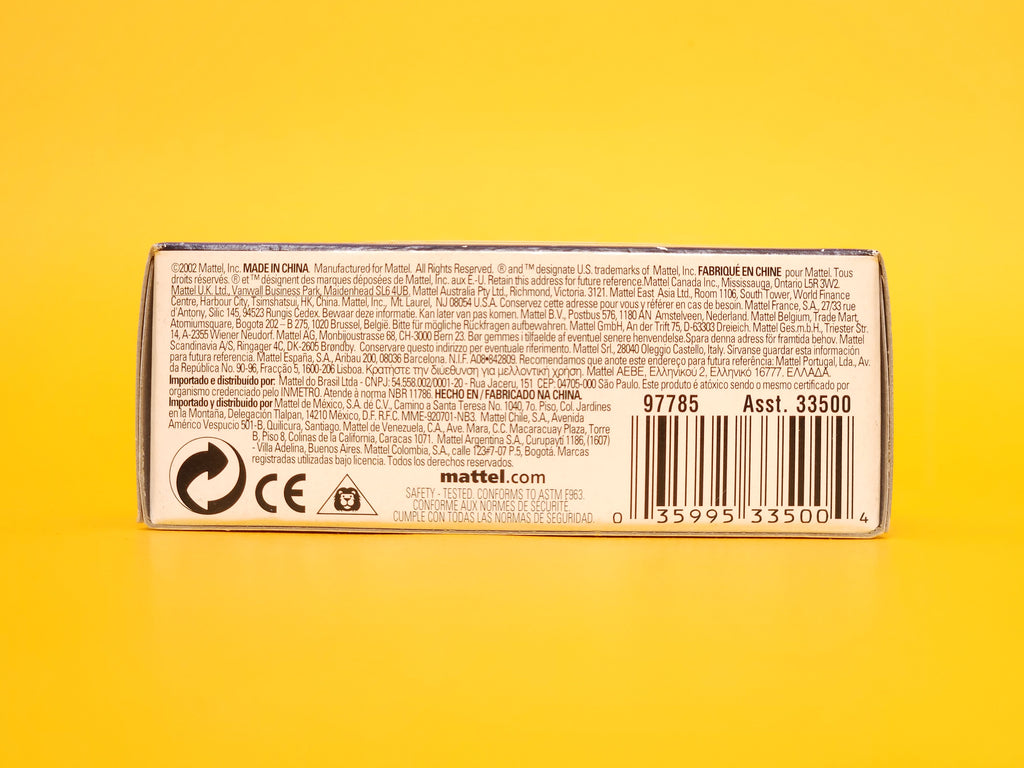 ©2002 Mattel, Inc. MADE IN CHINA. Manufactured for Mattel. All Rights Reserved. ® and ™ designate U.S. trademarks of Mattel, Inc. FABRIQUÉ EN CHINE pour Mattel. Tous
droits réservés. ® et ™ désignent des marques déposées de Mattel, Inc. aux É.-U. Retain this address for future reference. Mattel Canada Inc., Mississauga, Ontario L5R 3W2.
Mattel U.K. Ltd., Vanwall Business Park, Maidenhead SL6 4UB. Mattel Australia Pty Ltd., Richmond, Victoria. 3121. Mattel East Asia Ltd., Room 1106, South Tower, World Finance
Centre, Harbour City, Tsimshatsui, HK, China. Mattel, Inc., Mt. Laurel, NJ 08054 U.S.A. Conservez cette adresse pour vous y référer en cas de besoin. Mattel France, S.A., 27/33 rue
d'Antony, Silic 145, 94523 Rungis Cedex. Bewaar deze informatie. Kan later van pas komen. Mattel B.V., Postbus 576, 1180 AN Amstelveen, Nederland. Mattel Belgium, Trade Mart,
Atomiumsquare, Bogota 202 – B 275, 1020 Brussel, België. Bitte für mögliche Rückfragen aufbewahren. Mattel GmbH, An der Trift 75, D-63303 Dreieich. Mattel Ges.m.b.H., Triester Str.
14, A-2355 Wiener Neudorf. Mattel AG, Monbijoustrasse 68, CH-3000 Bern 23. Bør gemmes i tilfælde af eventuel senere henvendelse. Spara denna adress för framtida behov. Mattel
Scandinavia A/S, Ringager 4C, DK-2605 Brøndby. Conservare questo indirizzo per eventuale riferimento. Mattel Srl., 28040 Oleggio Castello, Italy. Sírvanse guardar esta información
para futura referencia. Mattel España, S.A., Aribau 200, 08036 Barcelona. N.I.F. A08•842809. Recomendamos que anote este endereço para futura referência. Mattel Portugal, Lda., Av.
da República No. 90-96, Fracção 5, 1600-206 Lisboa. Κρατήστε την διεύθυνση για μελλοντική χρήση. Mattel ΑΕΒΕ, Ελληνικού 2, Ελληνικό 16777. ΕΛΛΑΔΑ.
Importado e distribuido por: Mattel do Brasil Ltda - CNPJ: 54.558.002/0001-20 - Rua Jaceru, 151 CEP: 04705-000 São Paulo. Este produto é atóxico sendo o mesmo certificado por
organismo credenciado pelo INMETRO. Atende à norma NBR 11786. HECHO EN / FABRICADO NA CHINA.
Importado y distribuido por Mattel de México, S.A. de C.V., Camino a Santa Teresa No. 1040, 7o. Piso, Col. Jardines
en la Montaña, Delegación Tlalpan, 14210 México, D.F. R.F.C. MME-920701-NB3. Mattel Chile, S.A., Avenida
Américo Vespucio 501-B, Quilicura, Santiago. Mattel de Venezuela, C.A., Ave. Mara, C.C. Macaracuay Plaza, Torre
B, Piso 8, Colinas de la California, Caracas 1071. Mattel Argentina S.A., Curupaytí 1186, (1607)
- Villa Adelina, Buenos Aires. Mattel Colombia, S.A., calle 123#7-07 P.5, Bogotá. Marcas
registradas utilizadas bajo licencia. Todos los derechos reservados.
97785 Asst. 33500
CE
mattel.com
SAFETY - TESTED. CONFORMS TO ASTM F963.
CONFORME AUX NORMES DE SÉCURITÉ.
CUMPLE CON TODAS LAS NORMAS DE SEGURIDAD.
0 35995 33500 4